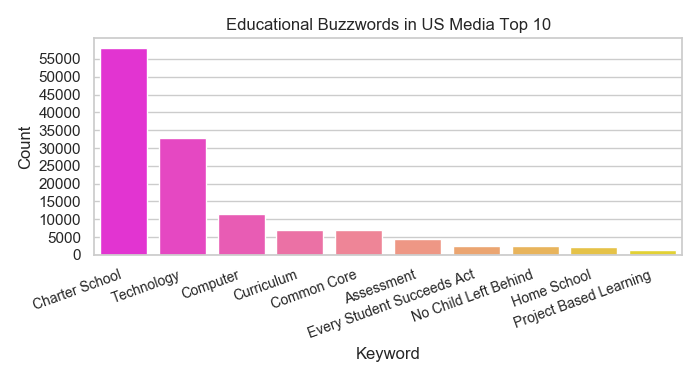 Educational Buzzwords in US Media Top 10
Count
55000
50000
45000
40000
35000
30000
25000
20000
15000
10000
5000
0
Charter School
Technology
Computer
Curriculum
Common Core
Assessment
Every Student Succeeds Act
No Child Left Behind
Home School
Project Based Learning
Keyword